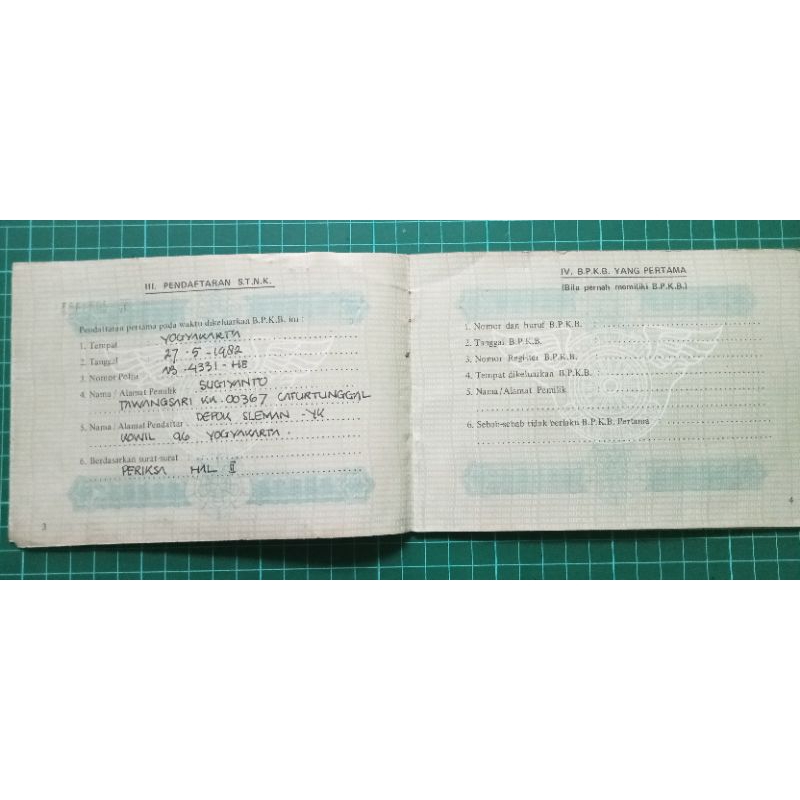 III. PENDAFTARAN S.T.N.K.
Pendaftaran pertama pada waktu dikeluarkan B.P.K.B. ini :
1. Tempat YOGYAKARTA
2. Tanggal 27-5-1982
3. Nomor Polisi AB-4331-HB
4. Nama / Alamat Pemilik SUGIYANTO
TAWANGSARI KR. 00367 CATURTUNGGAL
DEPOK SLEMAN -YK
5. Nama / Alamat Pendaftar
KOWIL 96 YOGYAKARTA
6. Berdasarkan surat-surat
PERIKSA HAL II
3
IV. B.P.K.B. YANG PERTAMA
(Bila pernah memiliki B.P.K.B.)
1. Nomor dan huruf B.P.K.B. :
2. Tanggal B.P.K.B. :
3. Nomor Register B.P.K.B. :
4. Tempat dikeluarkan B.P.K.B. :
5. Nama / Alamat Pemilik :
6. Sebab-sebab tidak berlaku B.P.K.B. Pertama :
4